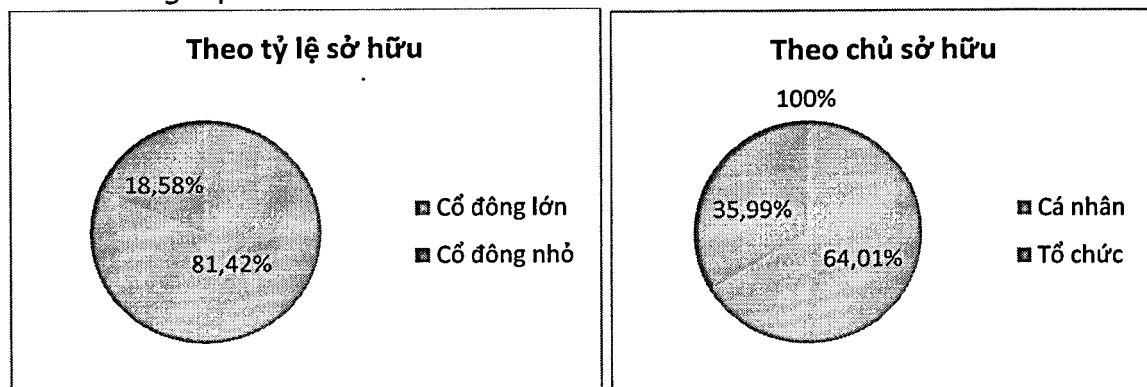 Theo tỷ lệ sở hữu
18,58%
81,42%
Cổ đông lớn
Cổ đông nhỏ
Theo chủ sở hữu
100%
35,99%
64,01%
Cá nhân
Tổ chức